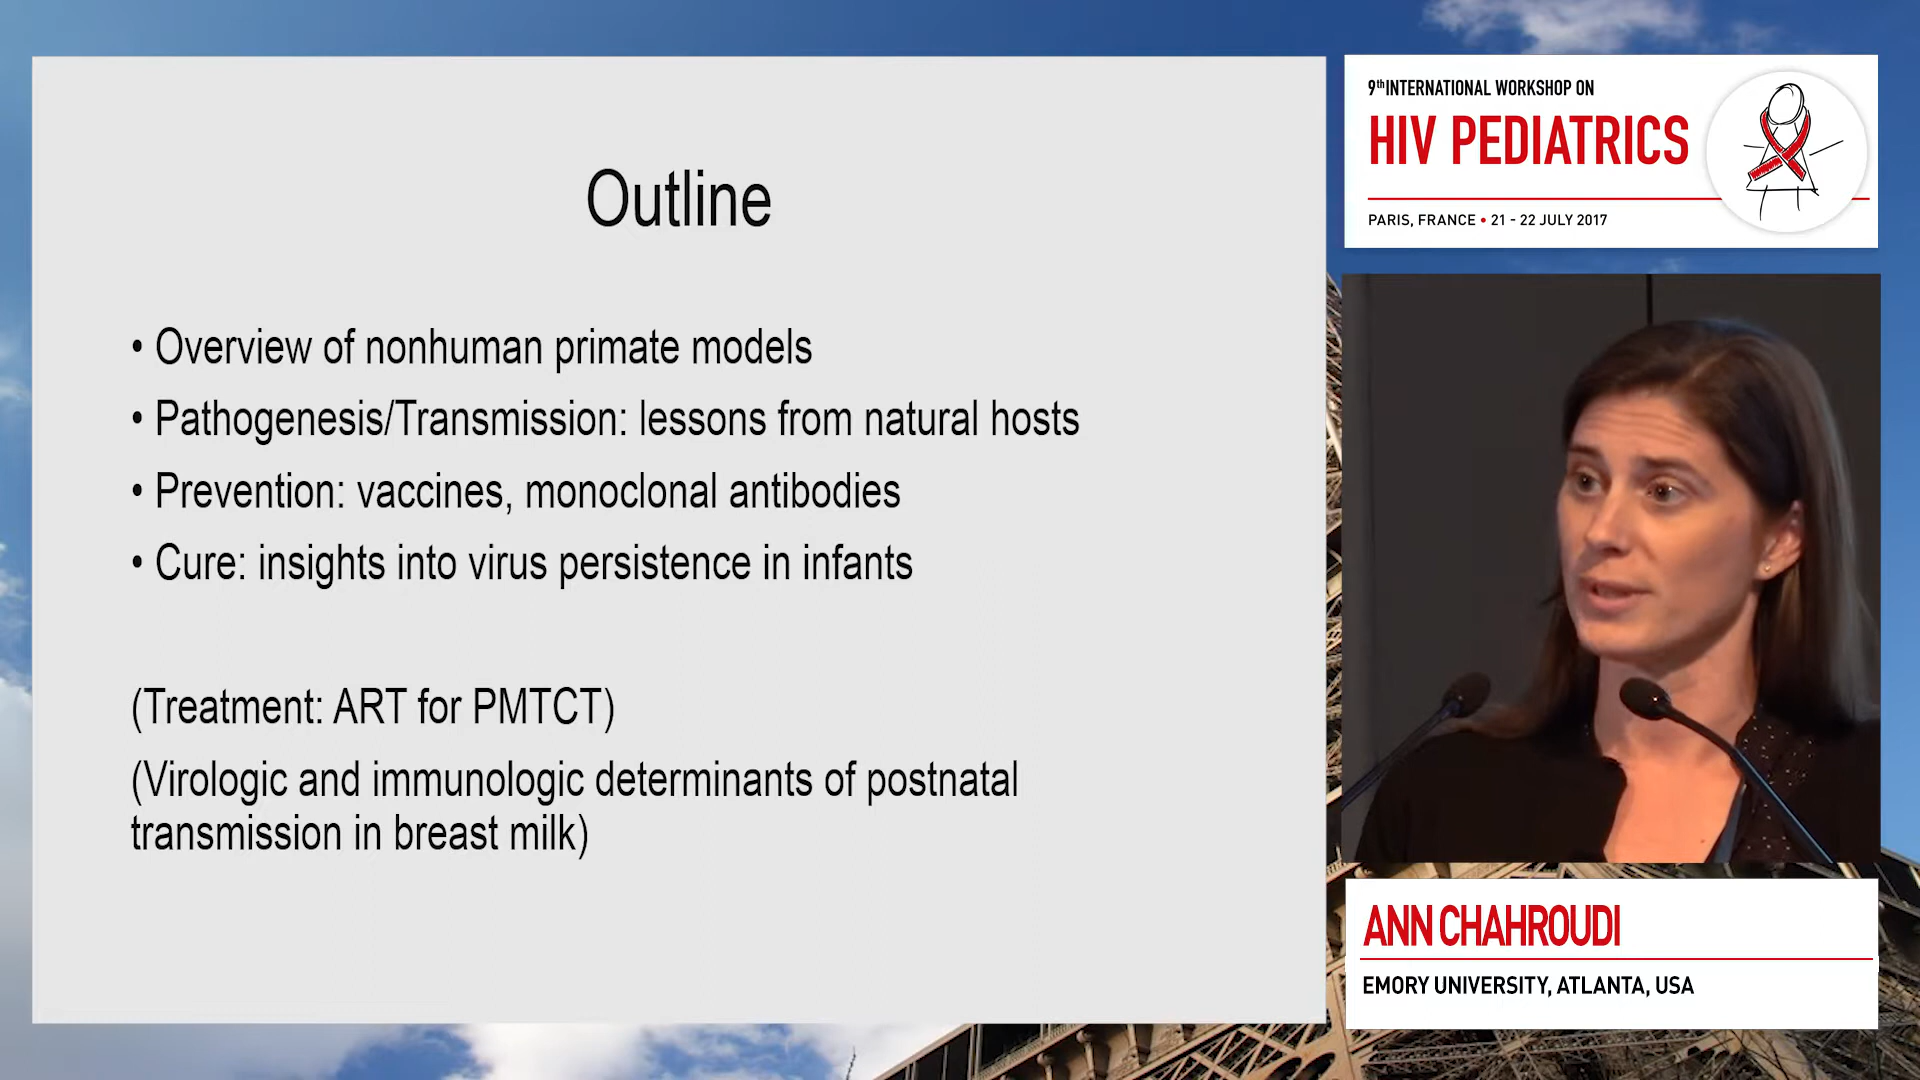 Outline
• Overview of nonhuman primate models
• Pathogenesis/Transmission: lessons from natural hosts
• Prevention: vaccines, monoclonal antibodies
• Cure: insights into virus persistence in infants
(Treatment: ART for PMTCT)
(Virologic and immunologic determinants of postnatal
transmission in breast milk)
9th INTERNATIONAL WORKSHOP ON
HIV PEDIATRICS
PARIS, FRANCE • 21 - 22 JULY 2017
ANN CHAHROUDI
EMORY UNIVERSITY, ATLANTA, USA